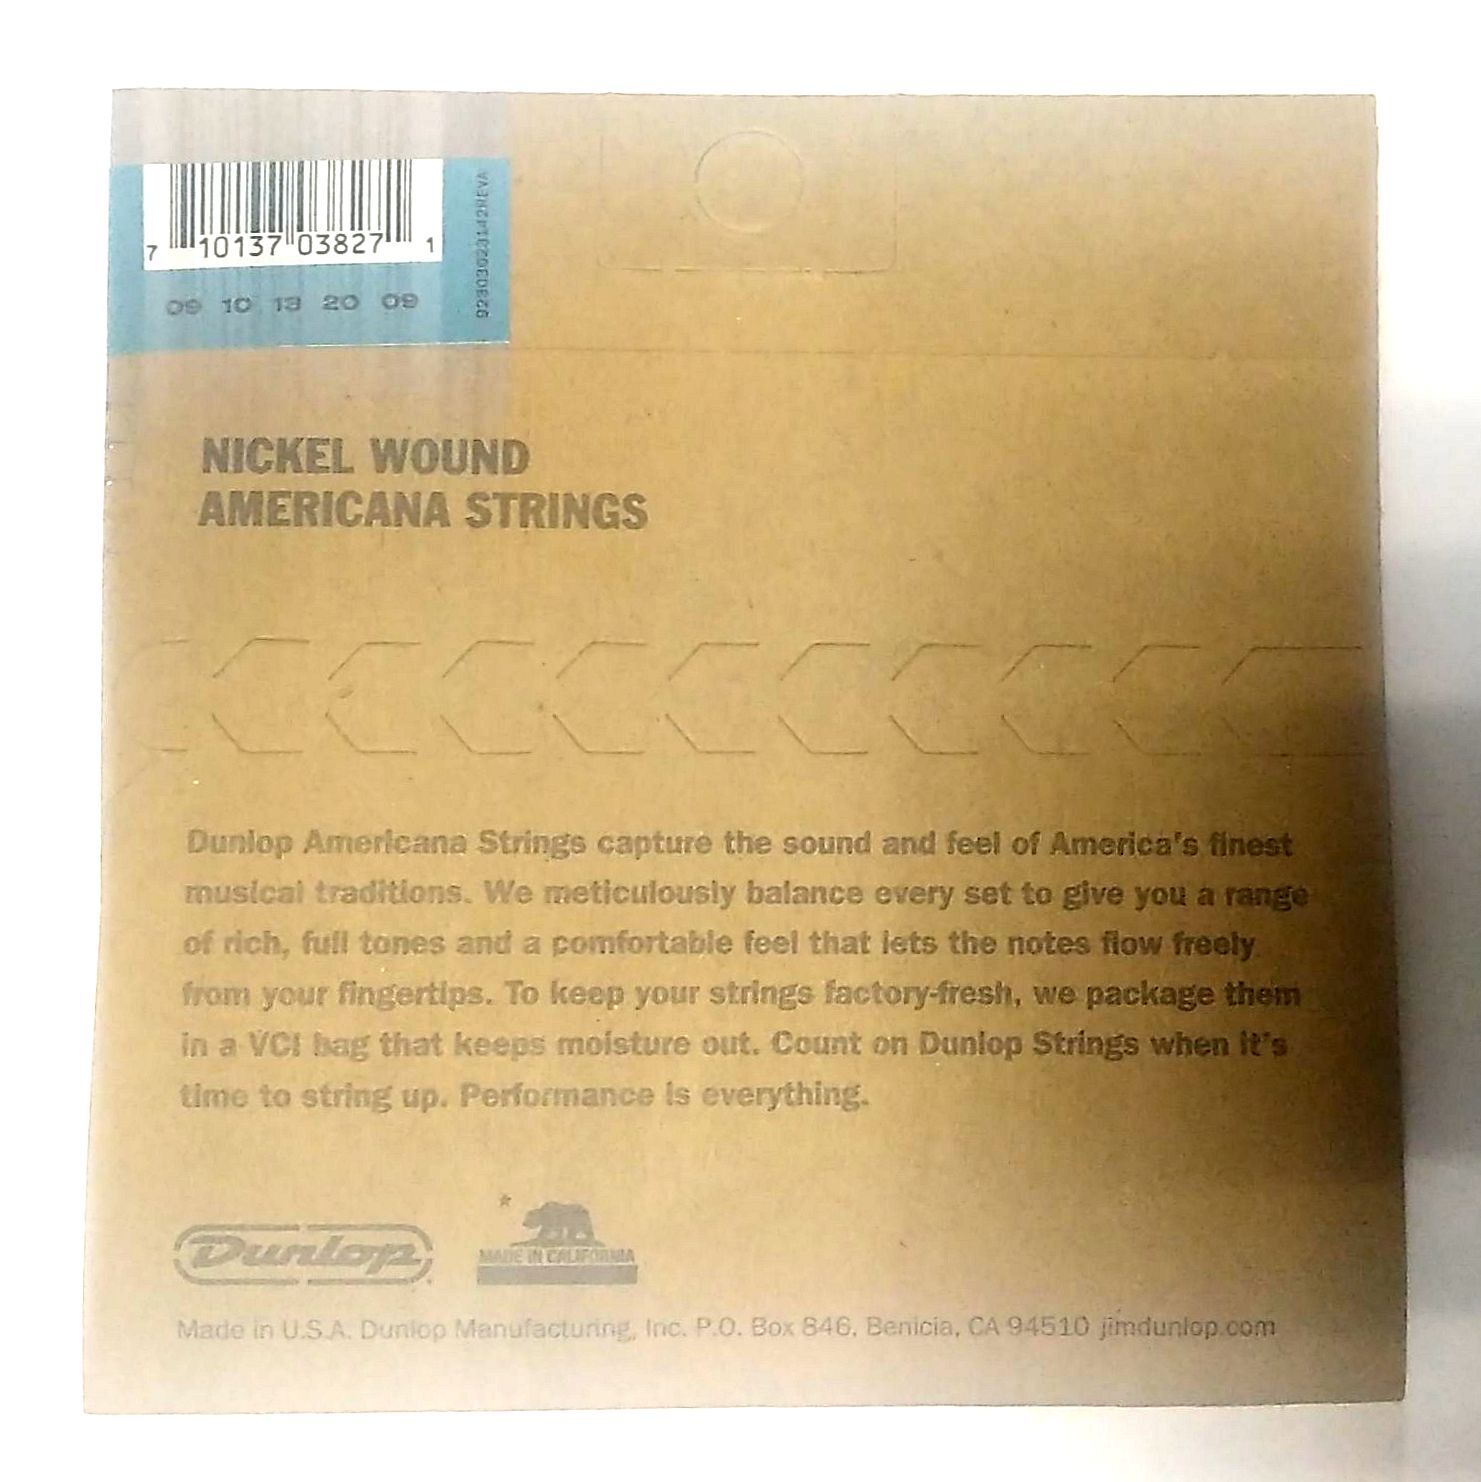 7 10137 03827 1
92303023142REVA
09 10 13 20 09
NICKEL WOUND
AMERICANA STRINGS
Dunlop Americana Strings capture the sound and feel of America's finest
musical traditions. We meticulously balance every set to give you a range
of rich, full tones and a comfortable feel that lets the notes flow freely
from your fingertips. To keep your strings factory-fresh, we package them
in a VCI bag that keeps moisture out. Count on Dunlop Strings when it's
time to string up. Performance is everything.
Dunlop
MADE IN CALIFORNIA
Made in U.S.A. Dunlop Manufacturing, Inc. P.O. Box 846, Benicia, CA 94510 jimdunlop.com